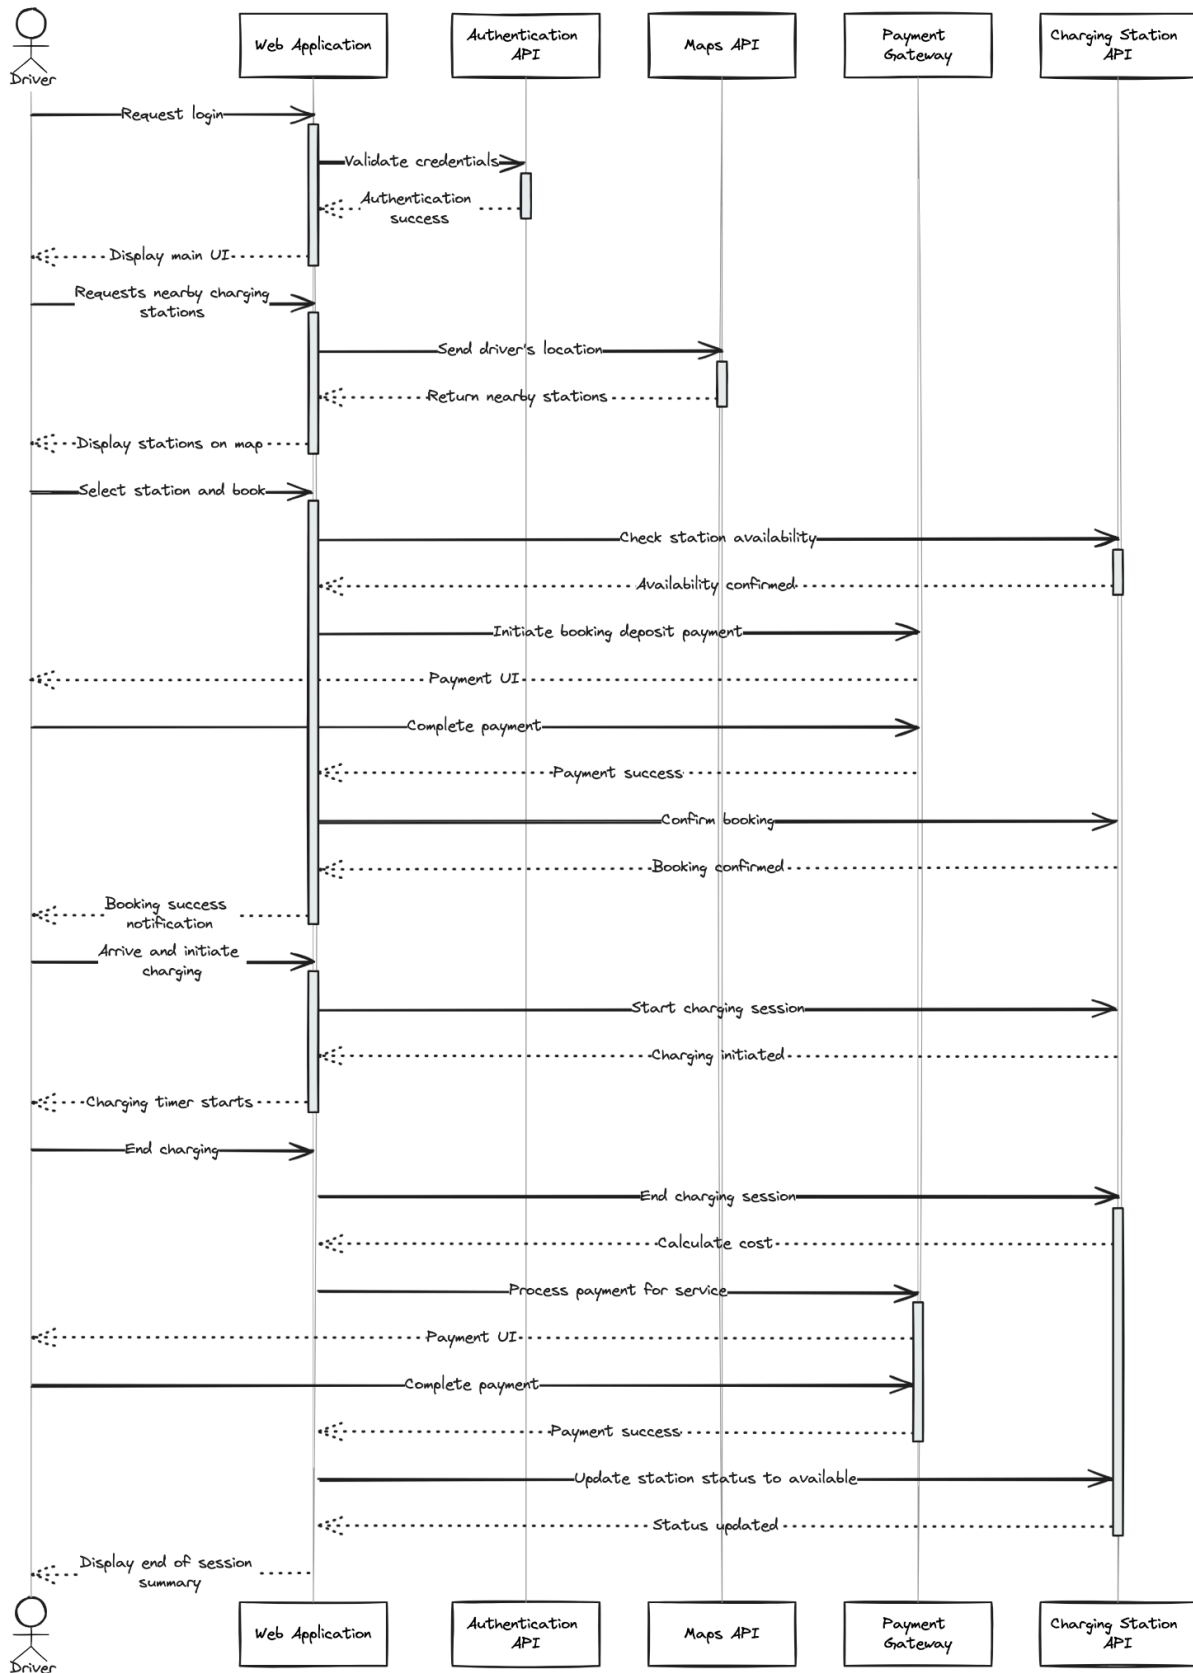 Driver
Web Application
Authentication
API
Maps API
Payment
Gateway
Charging Station
API
Request login
Validate credentials
Authentication
success
Display main UI
Requests nearby charging
stations
Send driver's location
Return nearby stations
Display stations on map
Select station and book
Check station availability
Availability confirmed
Initiate booking deposit payment
Payment UI
Complete payment
Payment success
Confirm booking
Booking confirmed
Booking success
notification
Arrive and initiate
charging
Start charging session
Charging initiated
Charging timer starts
End charging
End charging session
Calculate cost
Process payment for service
Payment UI
Complete payment
Payment success
Update station status to available
Status updated
Display end of session
summary
Driver
Web Application
Authentication
API
Maps API
Payment
Gateway
Charging Station
API